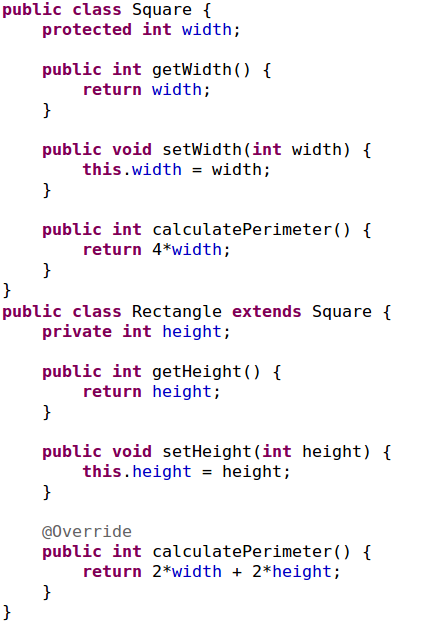 public class Square {
    protected int width;

    public int getWidth() {
        return width;
    }

    public void setWidth(int width) {
        this.width = width;
    }

    public int calculatePerimeter() {
        return 4*width;
    }
}
public class Rectangle extends Square {
    private int height;

    public int getHeight() {
        return height;
    }

    public void setHeight(int height) {
        this.height = height;
    }

    @Override
    public int calculatePerimeter() {
        return 2*width + 2*height;
    }
}